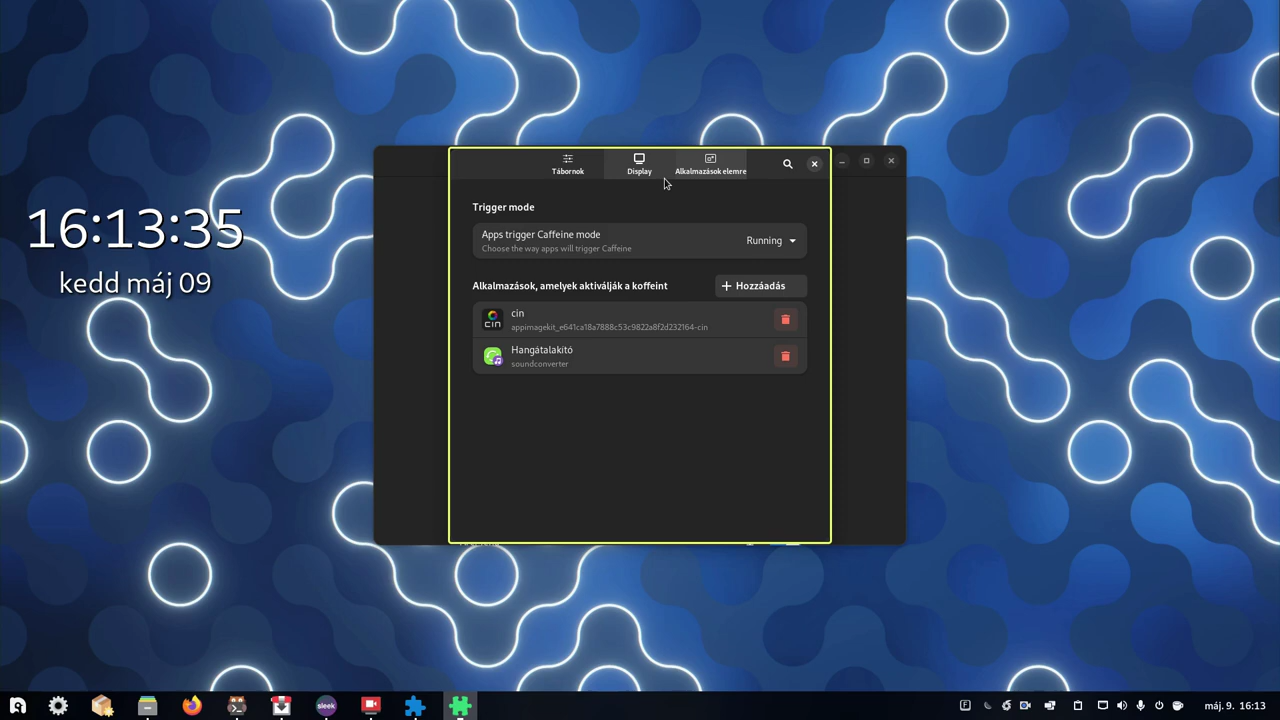 Tábornok
Display
Alkalmazások elemre
Trigger mode
Apps trigger Caffeine mode
Choose the way apps will trigger Caffeine
Running
Alkalmazások, amelyek aktiválják a koffeint
Hozzáadás
cin
appimagekit_e641ca18a7888c53c9822a8f2d232164-cin
Hangátalakító
soundconverter
16:13:35
kedd máj 09
sleek
máj. 9. 16:13